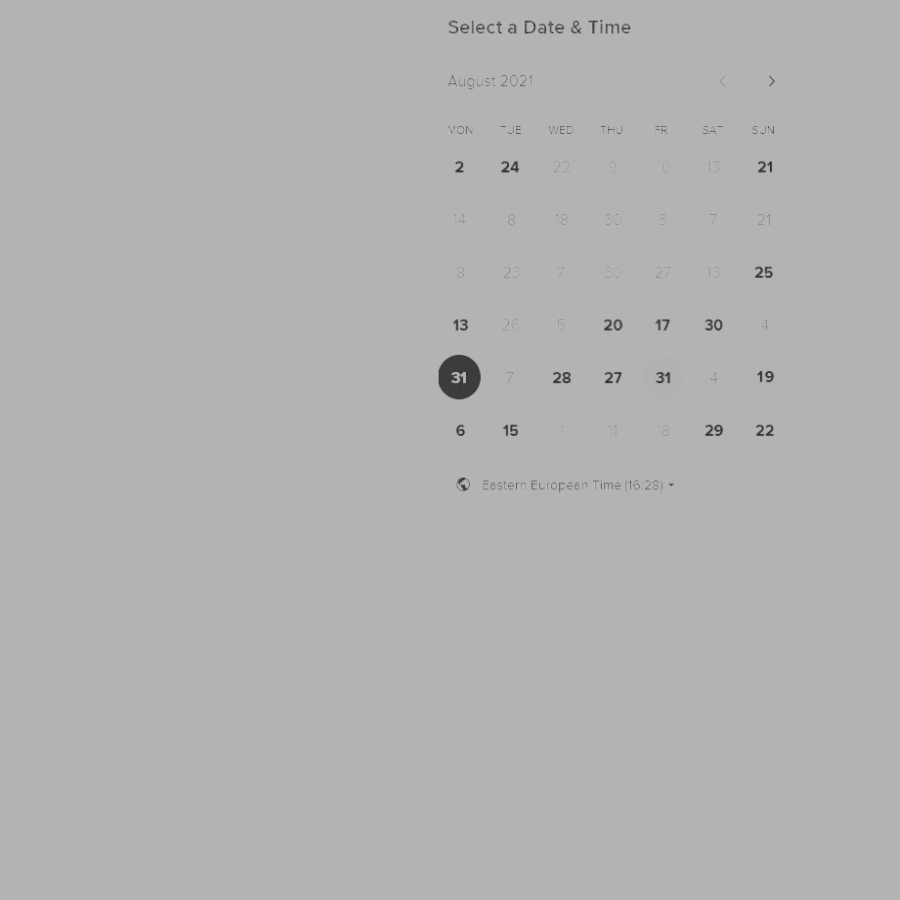 Select a Date & Time
August 2021
MON TUE WED THU FRI SAT SUN
2 24 22 9 10 13 21
14 8 18 30 6 7 21
8 23 7 30 27 13 25
13 26 5 20 17 30 4
31 7 28 27 31 4 19
6 15 1 11 18 29 22
Eastern European Time (16:28)